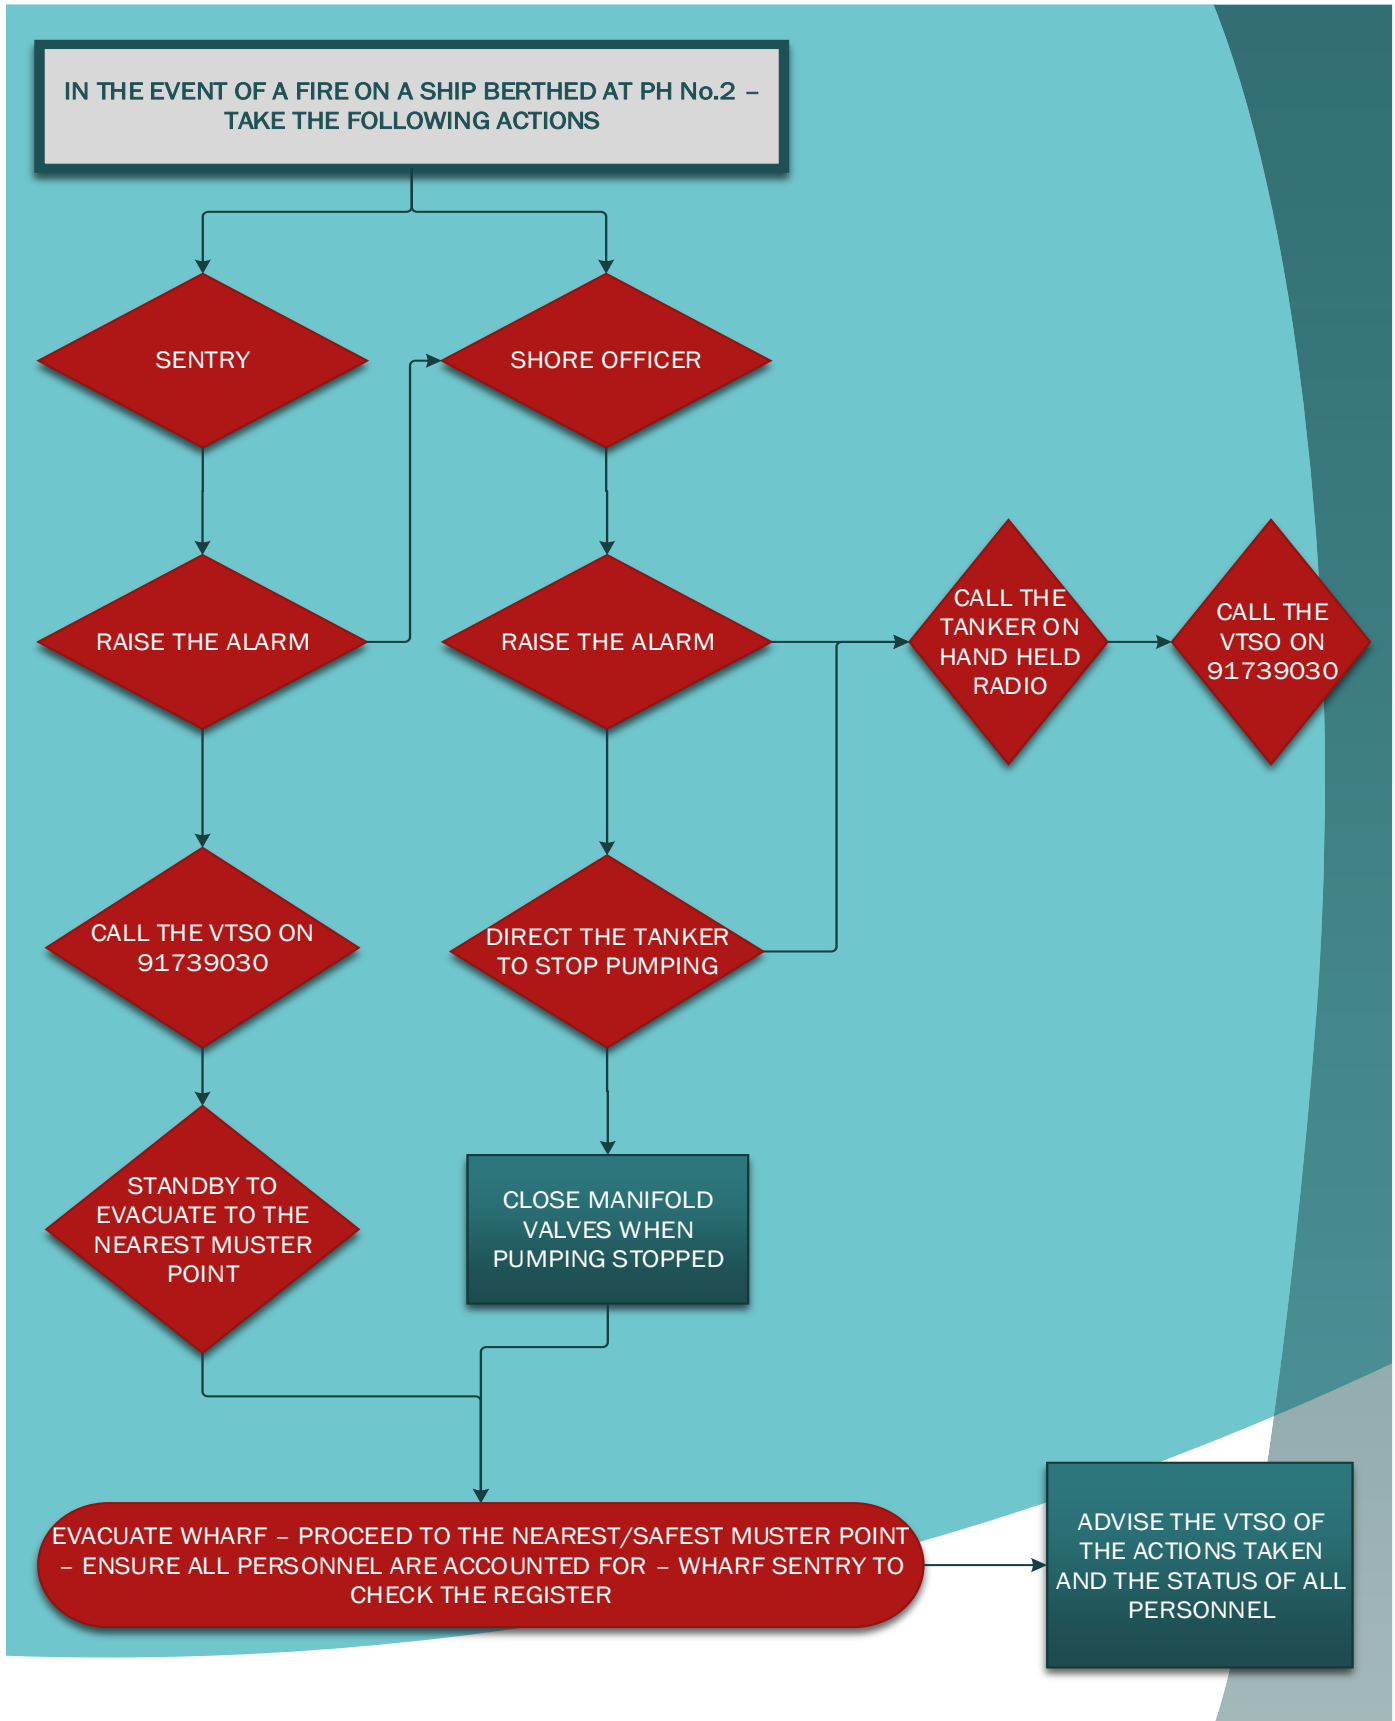 IN THE EVENT OF A FIRE ON A SHIP BERTHED AT PH No.2 –
TAKE THE FOLLOWING ACTIONS
SENTRY
SHORE OFFICER
RAISE THE ALARM
RAISE THE ALARM
CALL THE
TANKER ON
HAND HELD
RADIO
CALL THE
VTSO ON
91739030
CALL THE VTSO ON
91739030
DIRECT THE TANKER
TO STOP PUMPING
STANDBY TO
EVACUATE TO THE
NEAREST MUSTER
POINT
CLOSE MANIFOLD
VALVES WHEN
PUMPING STOPPED
EVACUATE WHARF – PROCEED TO THE NEAREST/SAFEST MUSTER POINT
– ENSURE ALL PERSONNEL ARE ACCOUNTED FOR – WHARF SENTRY TO
CHECK THE REGISTER
ADVISE THE VTSO OF
THE ACTIONS TAKEN
AND THE STATUS OF ALL
PERSONNEL